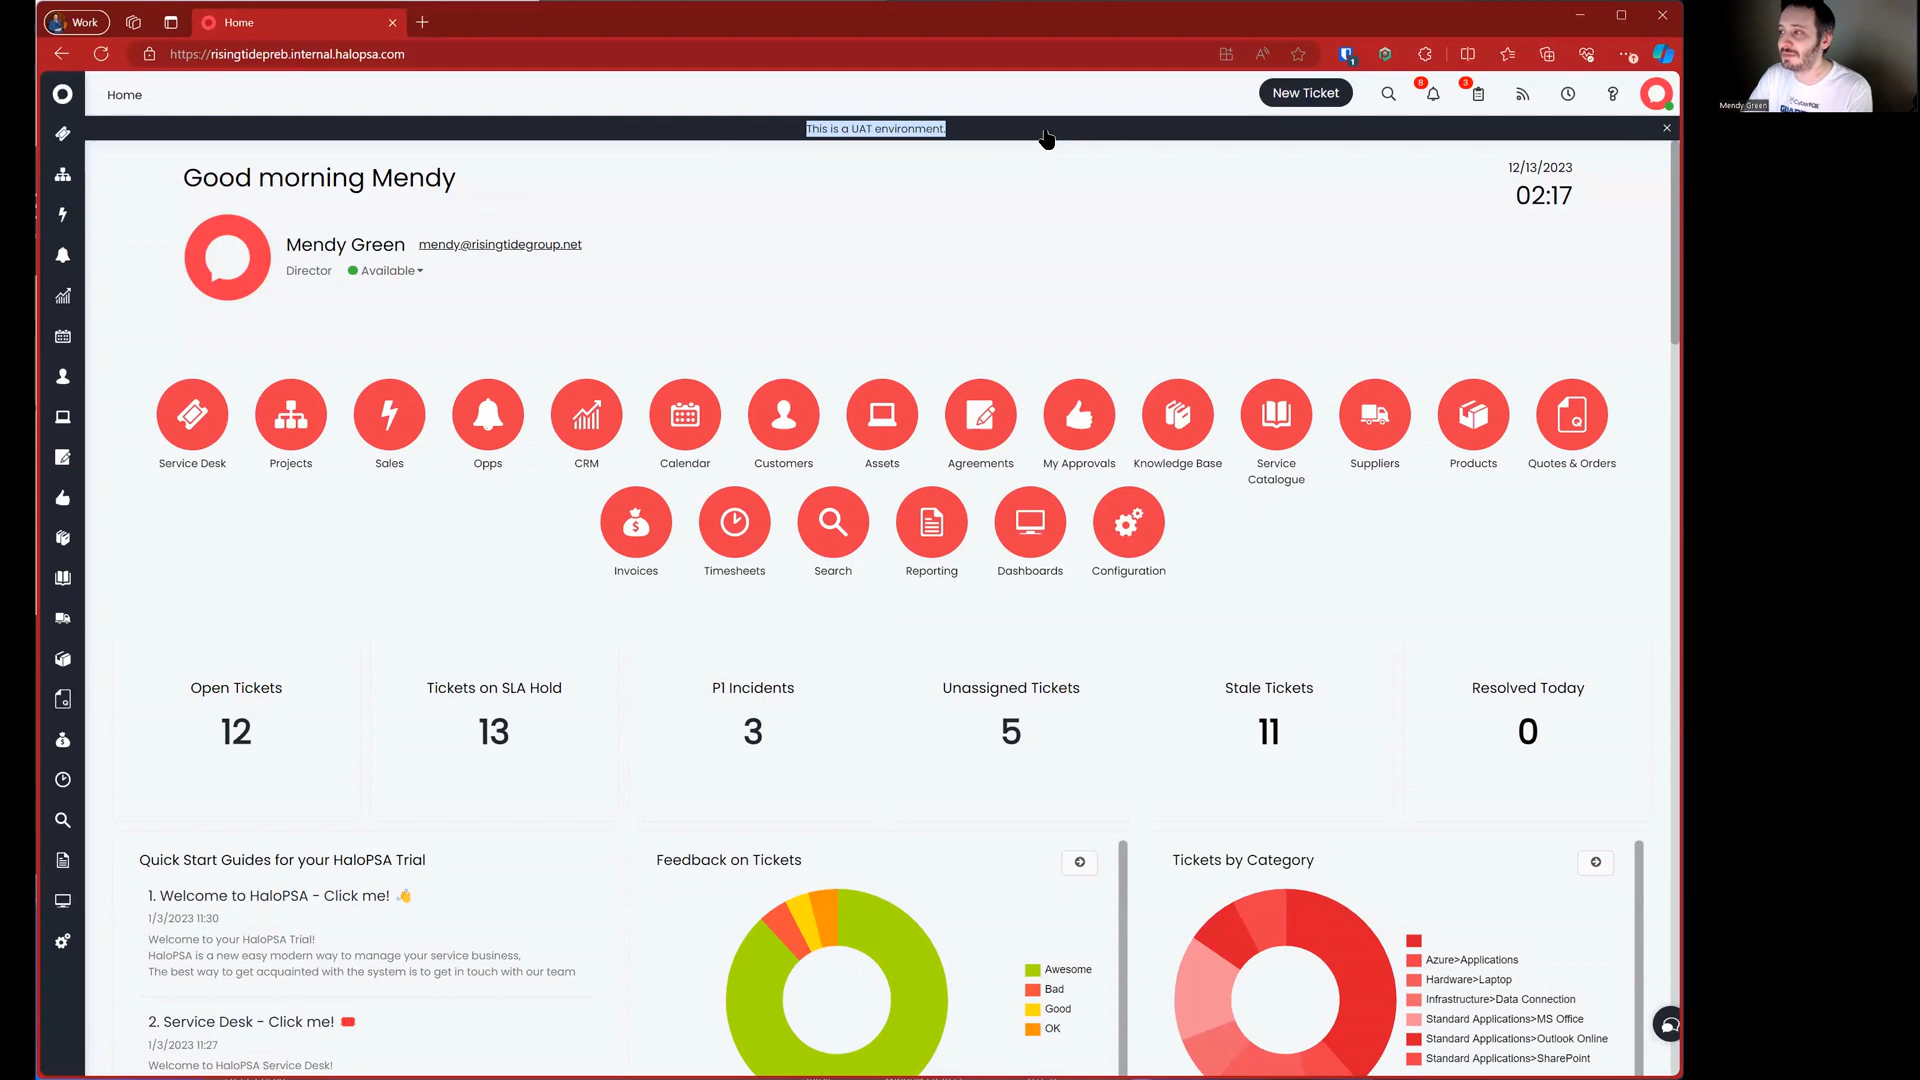 Work
Home
https://risingtidepreb.internal.halopsa.com
1
Home
New Ticket
8
3
This is a UAT environment.
Mendy Green
CyberFOX
Good morning Mendy
12/13/2023
02:17
Mendy Green mendy@risingtidegroup.net
Director Available
Service Desk
Projects
Sales
Opps
CRM
Calendar
Customers
Assets
Agreements
My Approvals
Knowledge Base
Service
Catalogue
Suppliers
Products
Quotes & Orders
Invoices
Timesheets
Search
Reporting
Dashboards
Configuration
Open Tickets
12
Tickets on SLA Hold
13
P1 Incidents
3
Unassigned Tickets
5
Stale Tickets
11
Resolved Today
0
Quick Start Guides for your HaloPSA Trial
1. Welcome to HaloPSA - Click me! 👋
1/3/2023 11:30
Welcome to your HaloPSA Trial!
HaloPSA is a new easy modern way to manage your service business,
The best way to get acquainted with the system is to get in touch with our team
2. Service Desk - Click me!
1/3/2023 11:27
Welcome to HaloPSA Service Desk!
Feedback on Tickets
Awesome
Bad
Good
OK
Tickets by Category
Azure>Applications
Hardware>Laptop
Infrastructure>Data Connection
Standard Applications>MS Office
Standard Applications>Outlook Online
Standard Applications>SharePoint